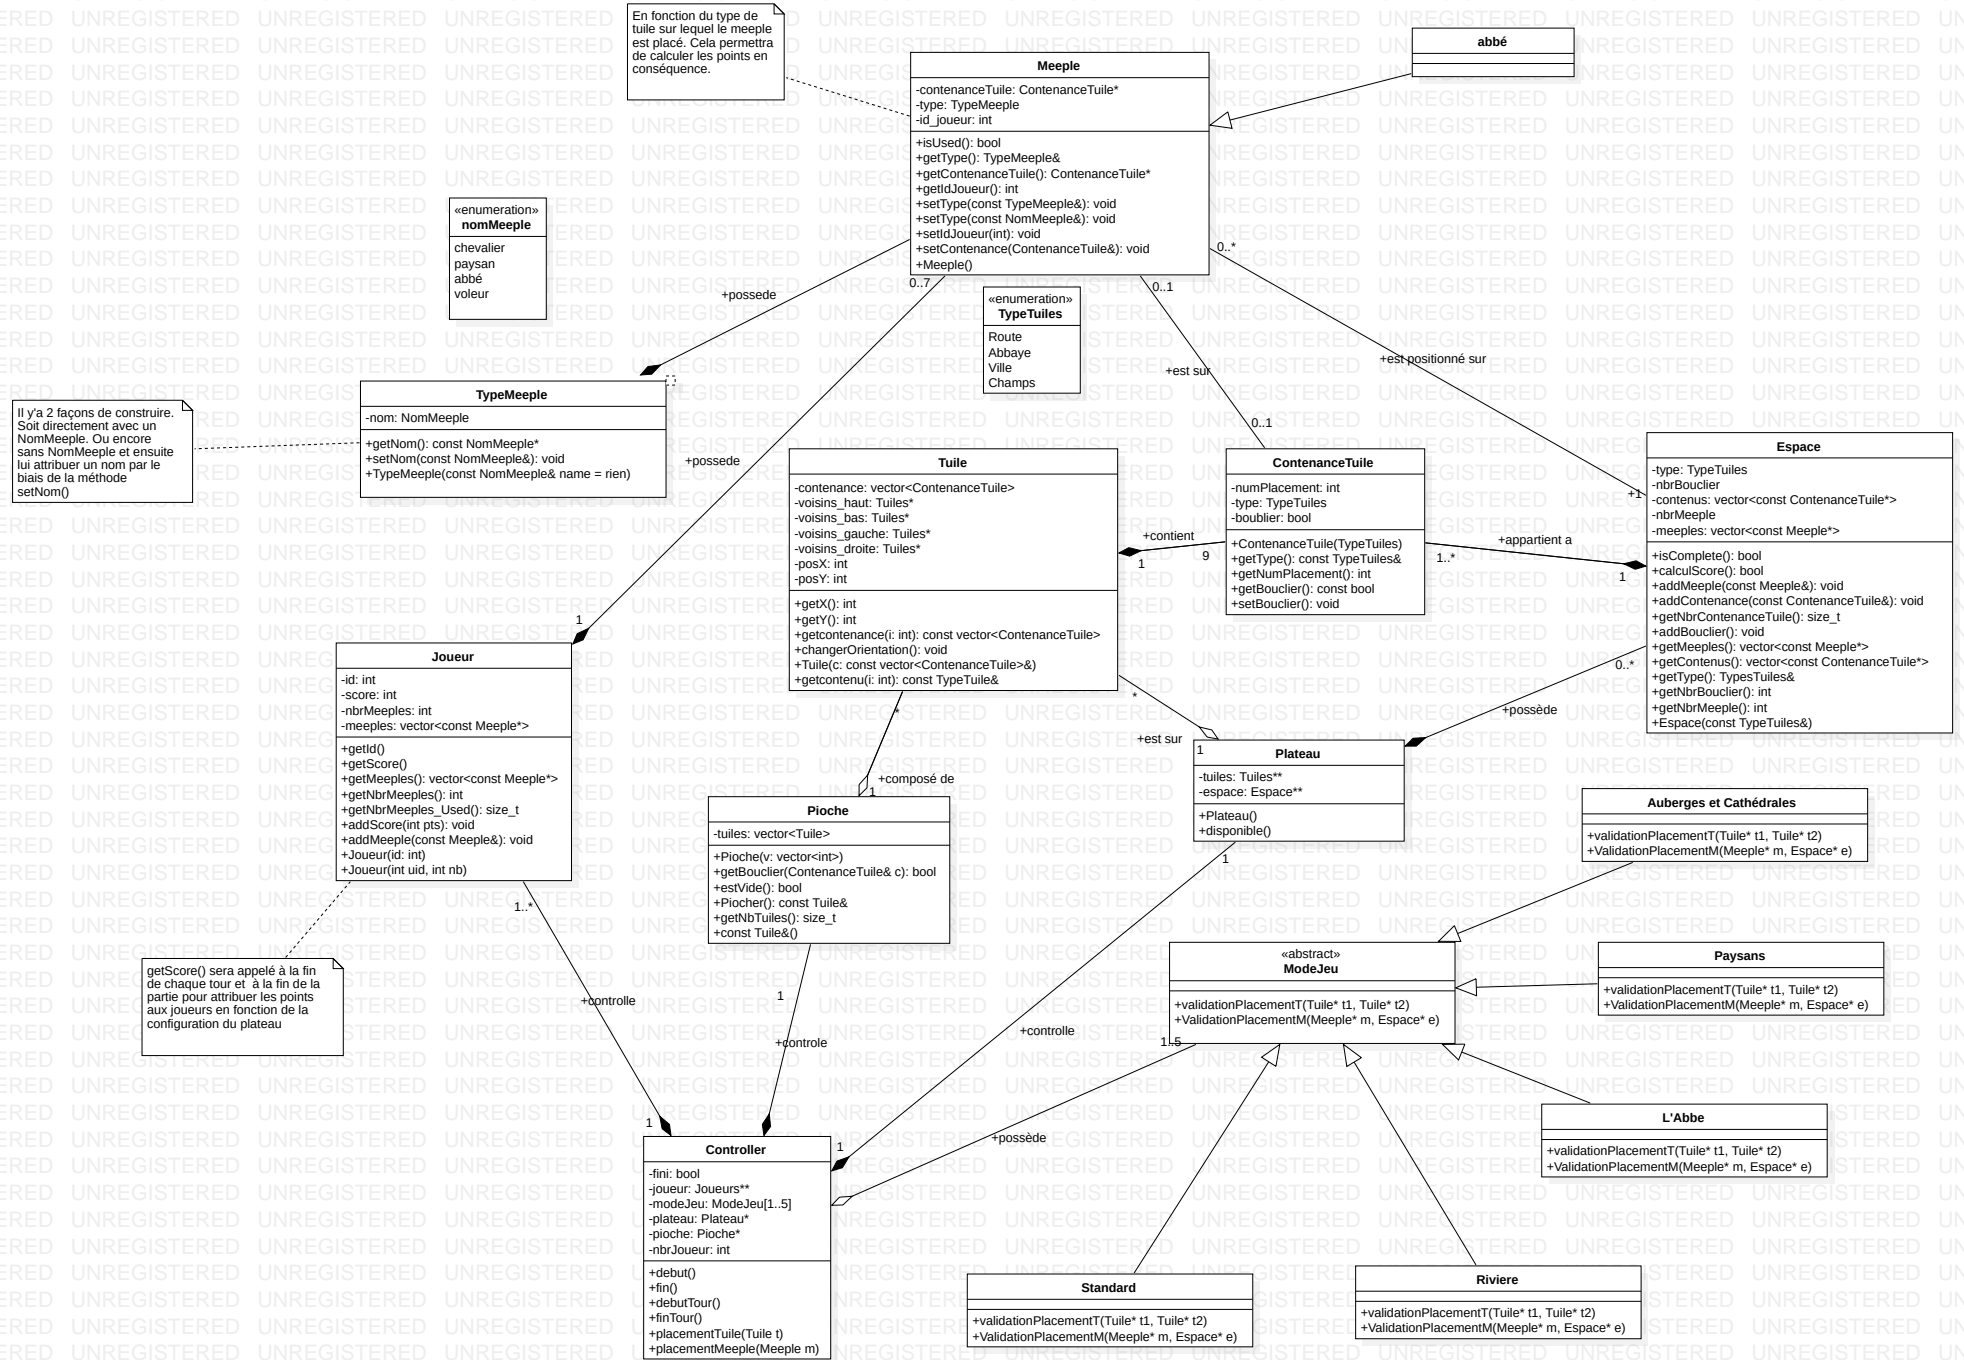 En fonction du type de
tuile sur lequel le meeple
est placé. Cela permettra
de calculer les points en
conséquence.
Meeple
-contenanceTuile: ContenanceTuile*
-type: TypeMeeple
-id_joueur: int
+isUsed(): bool
+getType(): TypeMeeple&
+getContenanceTuile(): ContenanceTuile*
+getIdJoueur(): int
+setType(const TypeMeeple&): void
+setType(const NomMeeple&): void
+setIdJoueur(int): void
+setContenance(ContenanceTuile&): void
+Meeple()
abbé
«enumeration»
nomMeeple
chevalier
paysan
abbé
voleur
+possede
0..7
0..1
0..*
«enumeration»
TypeTuiles
Route
Abbaye
Ville
Champs
+est sur
0..1
+est positionné sur
+1
Il y'a 2 façons de construire.
Soit directement avec un
NomMeeple. Ou encore
sans NomMeeple et ensuite
lui attribuer un nom par le
biais de la méthode
setNom()
TypeMeeple
-nom: NomMeeple
+getNom(): const NomMeeple*
+setNom(const NomMeeple&): void
+TypeMeeple(const NomMeeple& name = rien)
+possede
1
Tuile
-contenance: vector<ContenanceTuile>
-voisins_haut: Tuiles*
-voisins_bas: Tuiles*
-voisins_gauche: Tuiles*
-voisins_droite: Tuiles*
-posX: int
-posY: int
+getX(): int
+getY(): int
+getcontenance(i: int): const vector<ContenanceTuile>
+changerOrientation(): void
+Tuile(c: const vector<ContenanceTuile>&)
+getcontenu(i: int): const TypeTuile&
+contient
1
9
ContenanceTuile
-numPlacement: int
-type: TypeTuiles
-boublier: bool
+ContenanceTuile(TypeTuiles)
+getType(): const TypeTuiles&
+getNumPlacement(): int
+getBouclier(): const bool
+setBouclier(): void
+appartient a
1..*
1
Espace
-type: TypeTuiles
-nbrBouclier
-contenus: vector<const ContenanceTuile*>
-nbrMeeple
-meeples: vector<const Meeple*>
+isComplete(): bool
+calculScore(): bool
+addMeeple(const Meeple&): void
+addContenance(const ContenanceTuile&): void
+getNbrContenanceTuile(): size_t
+addBouclier(): void
+getMeeples(): vector<const Meeple*>
+getContenus(): vector<const ContenanceTuile*>
+getType(): TypesTuiles&
+getNbrBouclier(): int
+getNbrMeeple(): int
+Espace(const TypeTuiles&)
0..*
+possède
Joueur
-id: int
-score: int
-nbrMeeples: int
-meeples: vector<const Meeple*>
+getId()
+getScore()
+getMeeples(): vector<const Meeple*>
+getNbrMeeples(): int
+getNbrMeeples_Used(): size_t
+addScore(int pts): void
+addMeeple(const Meeple&): void
+Joueur(id: int)
+Joueur(int uid, int nb)
*
+composé de
1
*
+est sur
1
Pioche
-tuiles: vector<Tuile>
+Pioche(v: vector<int>)
+getBouclier(ContenanceTuile& c): bool
+estVide(): bool
+Piocher(): const Tuile&
+getNbTuiles(): size_t
+const Tuile&()
Plateau
-tuiles: Tuiles**
-espace: Espace**
+Plateau()
+disponible()
1
Auberges et Cathédrales
+validationPlacementT(Tuile* t1, Tuile* t2)
+ValidationPlacementM(Meeple* m, Espace* e)
1..*
getScore() sera appelé à la fin
de chaque tour et  à la fin de la
partie pour attribuer les points
aux joueurs en fonction de la
configuration du plateau
+controlle
1
1
+controle
+controlle
1
«abstract»
ModeJeu
+validationPlacementT(Tuile* t1, Tuile* t2)
+ValidationPlacementM(Meeple* m, Espace* e)
1..5
+possède
Paysans
+validationPlacementT(Tuile* t1, Tuile* t2)
+ValidationPlacementM(Meeple* m, Espace* e)
L'Abbe
+validationPlacementT(Tuile* t1, Tuile* t2)
+ValidationPlacementM(Meeple* m, Espace* e)
Controller
-fini: bool
-joueur: Joueurs**
-modeJeu: ModeJeu[1..5]
-plateau: Plateau*
-pioche: Pioche*
-nbrJoueur: int
+debut()
+fin()
+debutTour()
+finTour()
+placementTuile(Tuile t)
+placementMeeple(Meeple m)
Standard
+validationPlacementT(Tuile* t1, Tuile* t2)
+ValidationPlacementM(Meeple* m, Espace* e)
Riviere
+validationPlacementT(Tuile* t1, Tuile* t2)
+ValidationPlacementM(Meeple* m, Espace* e)